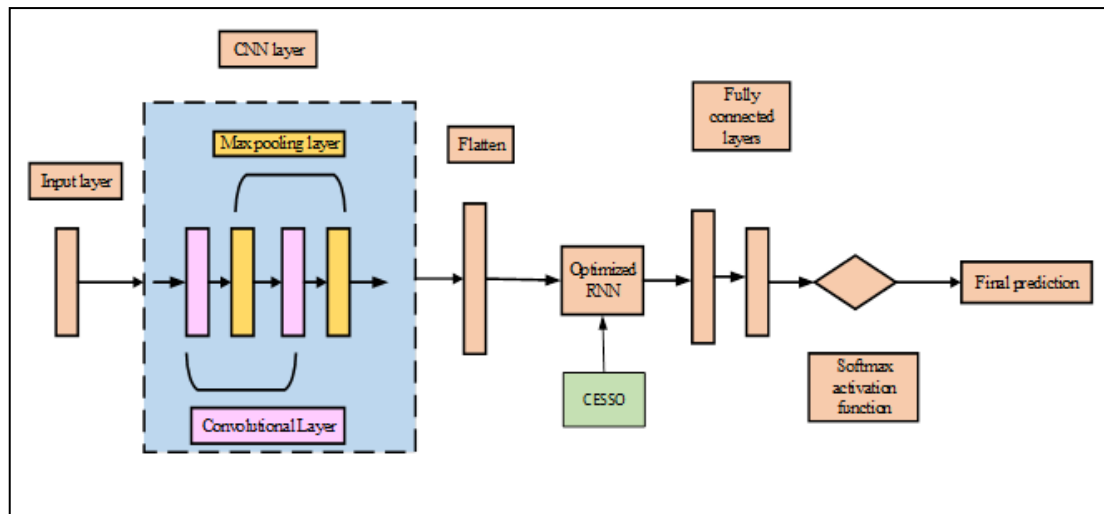 CNN layer
Max pooling layer
Input layer
Flatten
Fully
connected
layers
Optimized
RNN
Final prediction
CESSO
Softmax
activation
function
Convolutional Layer